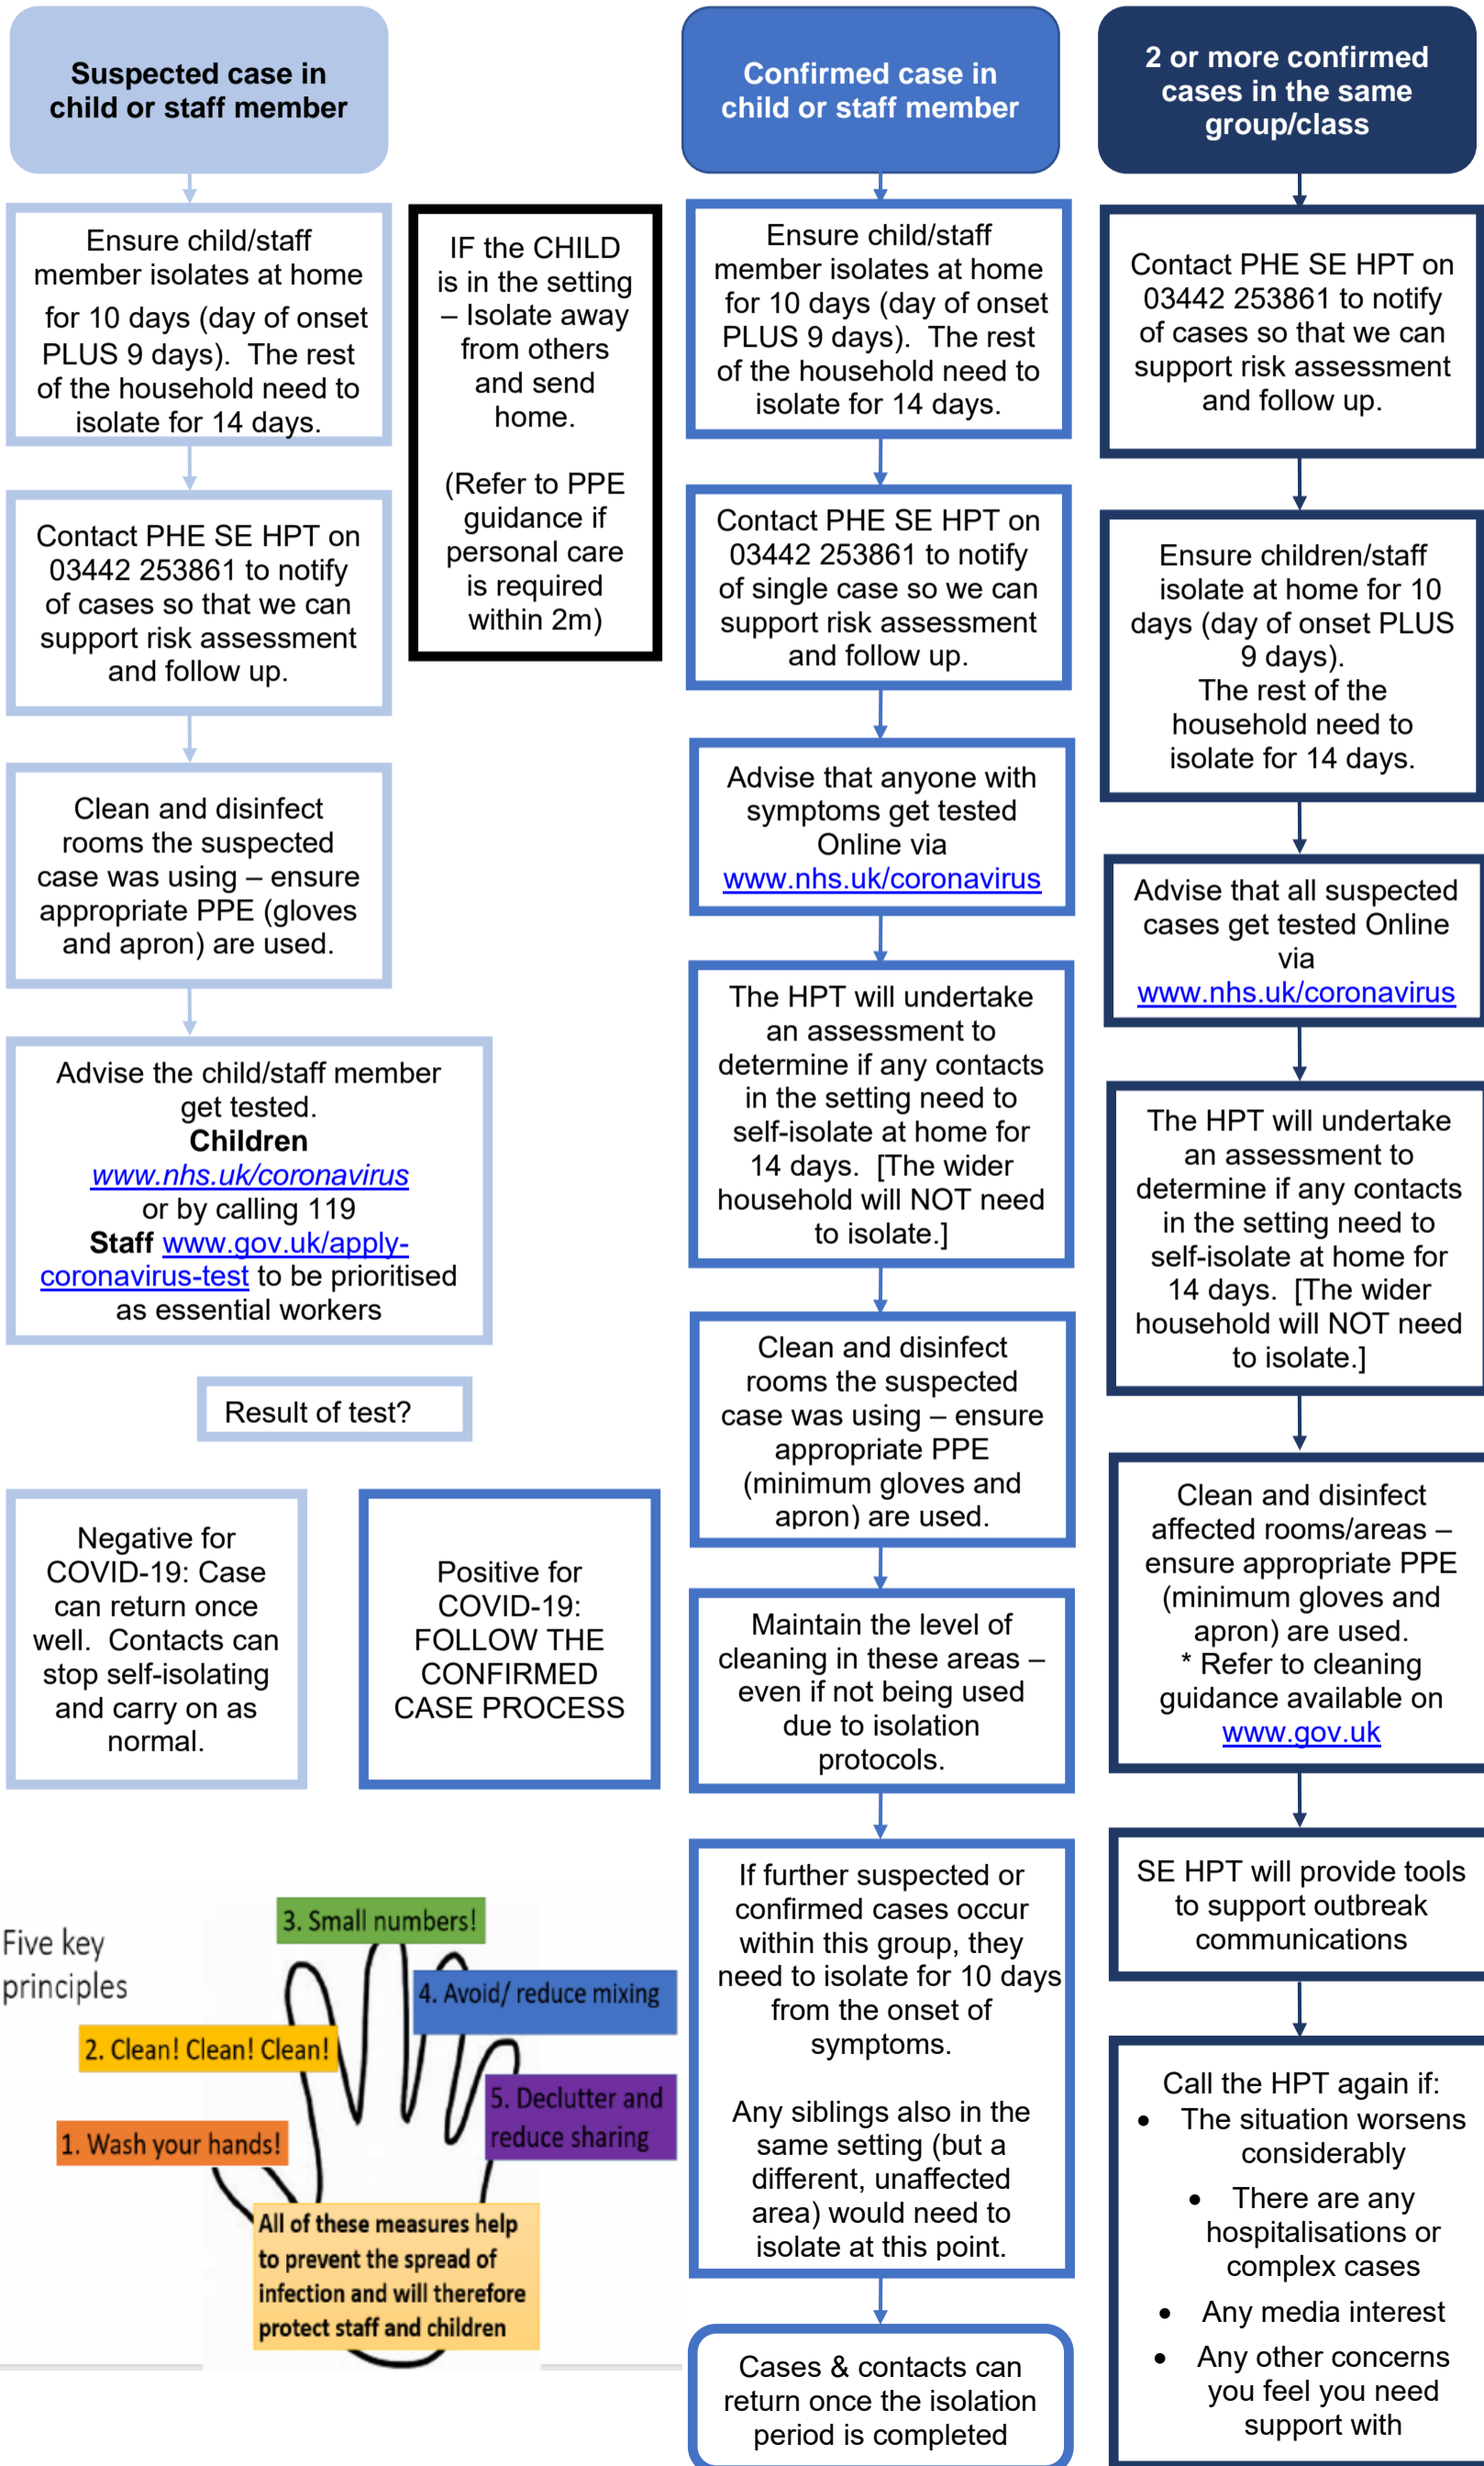 Suspected case in
child or staff member
Ensure child/staff
member isolates at home
for 10 days (day of onset
PLUS 9 days). The rest
of the household need to
isolate for 14 days.
Contact PHE SE HPT on
03442 253861 to notify
of cases so that we can
support risk assessment
and follow up.
Clean and disinfect
rooms the suspected
case was using – ensure
appropriate PPE (gloves
and apron) are used.
Advise the child/staff member
get tested.
Children
www.nhs.uk/coronavirus
or by calling 119
Staff www.gov.uk/apply-
coronavirus-test to be prioritised
as essential workers
Result of test?
Negative for
COVID-19: Case
can return once
well. Contacts can
stop self-isolating
and carry on as
normal.
Positive for
COVID-19:
FOLLOW THE
CONFIRMED
CASE PROCESS
IF the CHILD
is in the setting
– Isolate away
from others
and send
home.
(Refer to PPE
guidance if
personal care
is required
within 2m)
Five key
principles
1. Wash your hands!
2. Clean! Clean! Clean!
3. Small numbers!
4. Avoid/ reduce mixing
5. Declutter and
reduce sharing
All of these measures help
to prevent the spread of
infection and will therefore
protect staff and children
Confirmed case in
child or staff member
Ensure child/staff
member isolates at home
for 10 days (day of onset
PLUS 9 days). The rest
of the household need to
isolate for 14 days.
Contact PHE SE HPT on
03442 253861 to notify
of single case so we can
support risk assessment
and follow up.
Advise that anyone with
symptoms get tested
Online via
www.nhs.uk/coronavirus
The HPT will undertake
an assessment to
determine if any contacts
in the setting need to
self-isolate at home for
14 days. [The wider
household will NOT need
to isolate.]
Clean and disinfect
rooms the suspected
case was using – ensure
appropriate PPE
(minimum gloves and
apron) are used.
Maintain the level of
cleaning in these areas –
even if not being used
due to isolation
protocols.
If further suspected or
confirmed cases occur
within this group, they
need to isolate for 10 days
from the onset of
symptoms.
Any siblings also in the
same setting (but a
different, unaffected
area) would need to
isolate at this point.
Cases & contacts can
return once the isolation
period is completed
2 or more confirmed
cases in the same
group/class
Contact PHE SE HPT on
03442 253861 to notify
of cases so that we can
support risk assessment
and follow up.
Ensure children/staff
isolate at home for 10
days (day of onset PLUS
9 days).
The rest of the
household need to
isolate for 14 days.
Advise that all suspected
cases get tested Online
via
www.nhs.uk/coronavirus
The HPT will undertake
an assessment to
determine if any contacts
in the setting need to
self-isolate at home for
14 days. [The wider
household will NOT need
to isolate.]
Clean and disinfect
affected rooms/areas –
ensure appropriate PPE
(minimum gloves and
apron) are used.
* Refer to cleaning
guidance available on
www.gov.uk
SE HPT will provide tools
to support outbreak
communications
Call the HPT again if:
• The situation worsens
considerably
• There are any
hospitalisations or
complex cases
• Any media interest
• Any other concerns
you feel you need
support with